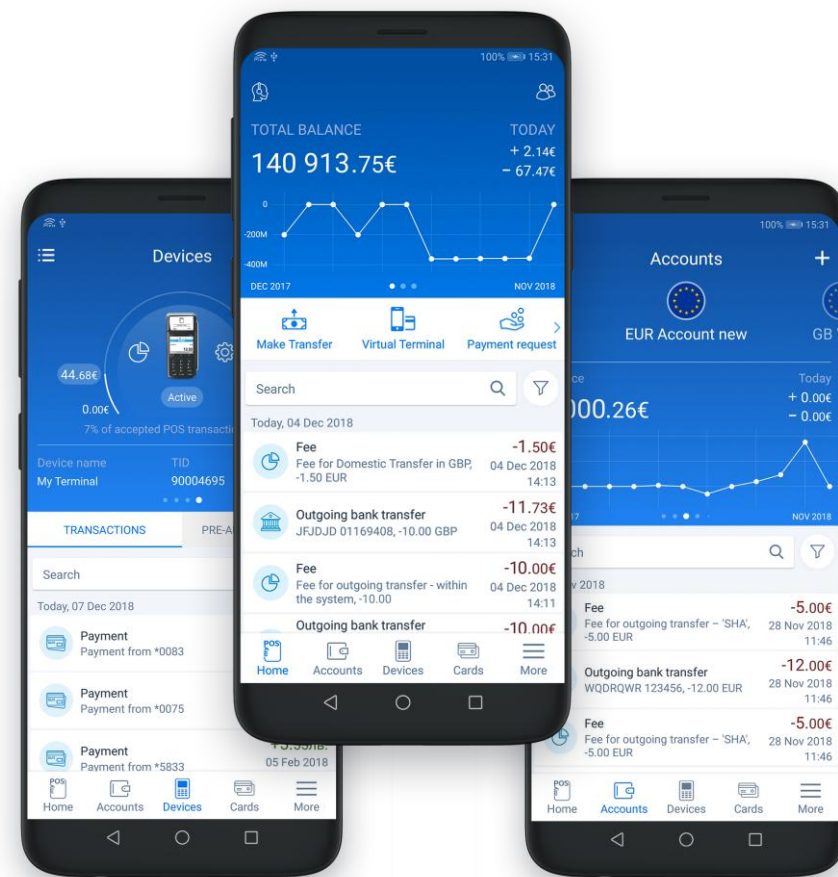 100% 15:31
TOTAL BALANCE
TODAY
140 913.75€
+ 2.14€
- 67.47€
0
-200M
-400M
DEC 2017
NOV 2018
Make Transfer
Virtual Terminal
Payment request
Search
Today, 04 Dec 2018
Fee
-1.50€
Fee for Domestic Transfer in GBP,
04 Dec 2018
-1.50 EUR
14:13
Outgoing bank transfer
-11.73€
JFJDJD 01169408, -10.00 GBP
04 Dec 2018
14:13
Fee
-10.00€
Fee for outgoing transfer - within
04 Dec 2018
the system, -10.00
14:11
Outgoing bank transfer
-10.00€
POS
Home
Accounts
Devices
Cards
More
Devices
44.68€
0.00€
Active
7% of accepted POS
Device name
TID
My Terminal
90004695
TRANSACTIONS
Search
Today, 07 Dec 2018
Payment
Payment from *0083
Payment
Payment from *0075
Payment
Payment from *5833
05 Feb 2018
POS
Home
Accounts
Devices
Cards
More
100% 15:31
Accounts
+
EUR Account new
GB
Today
000.26€
+ 0.00€
- 0.00€
NOV 2018
2018
Fee
-5.00€
Fee for outgoing transfer – 'SHA',
28 Nov 2018
-5.00 EUR
11:46
Outgoing bank transfer
-12.00€
WQDRQWR 123456, -12.00 EUR
28 Nov 2018
11:46
Fee
-5.00€
Fee for outgoing transfer – 'SHA',
28 Nov 2018
-5.00 EUR
11:46
POS
Home
Accounts
Devices
Cards
More